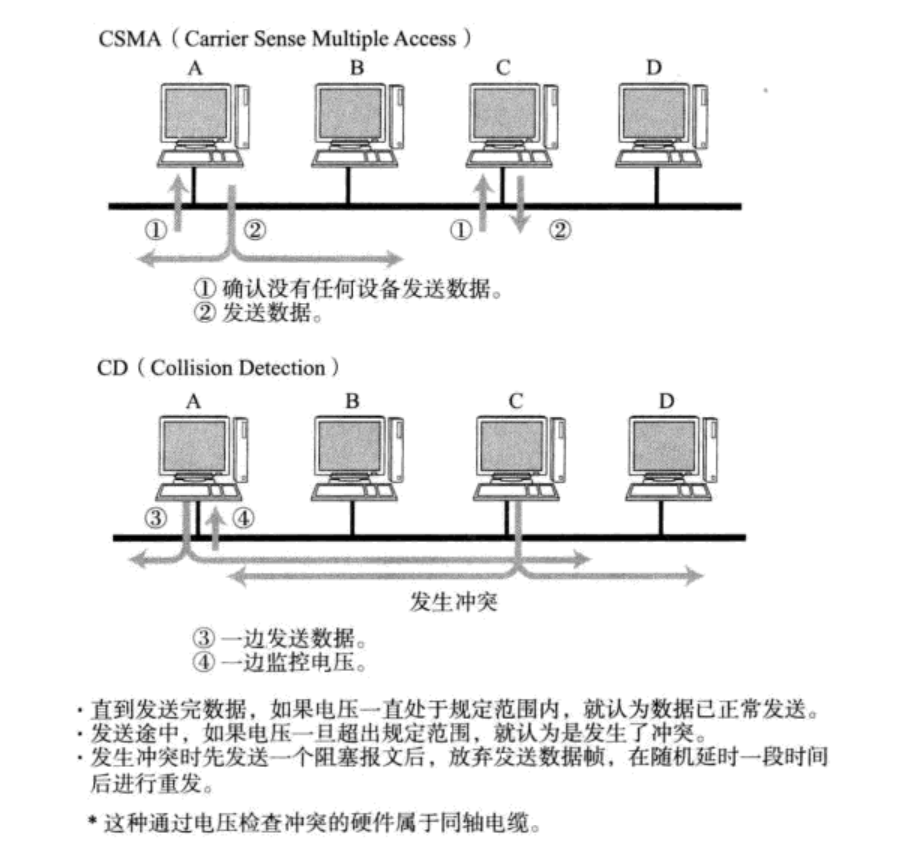 CSMA（Carrier Sense Multiple Access）
A B C D
① ② ① ②
① 确认没有任何设备发送数据。
② 发送数据。
CD（Collision Detection）
A B C D
③ ④
发生冲突
③ 一边发送数据。
④ 一边监控电压。
·直到发送完数据，如果电压一直处于规定范围内，就认为数据已正常发送。
·发送途中，如果电压一旦超出规定范围，就认为是发生了冲突。
·发生冲突时先发送一个阻塞报文后，放弃发送数据帧，在随机延时一段时间
后进行重发。
* 这种通过电压检查冲突的硬件属于同轴电缆。